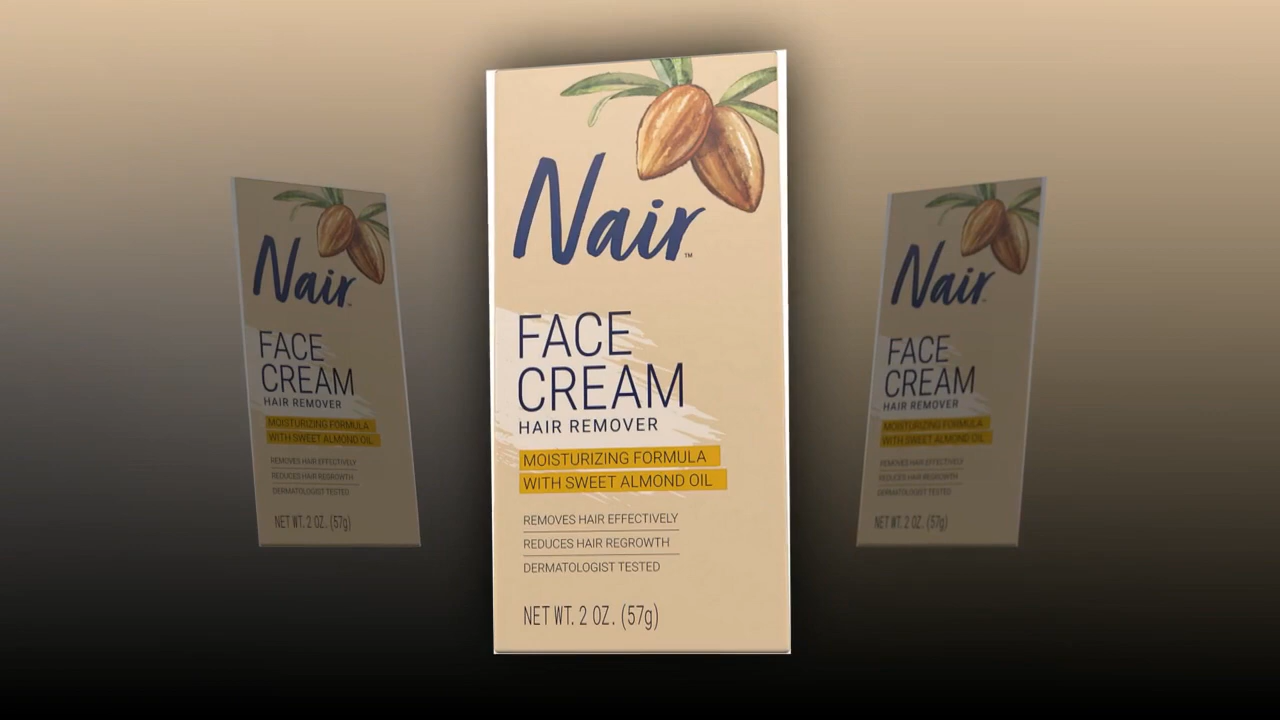 Nair™
FACE
CREAM
HAIR REMOVER
MOISTURIZING FORMULA
WITH SWEET ALMOND OIL
REMOVES HAIR EFFECTIVELY
REDUCES HAIR REGROWTH
DERMATOLOGIST TESTED
NET WT. 2 OZ. (57g)
Nair™
FACE
CREAM
HAIR REMOVER
MOISTURIZING FORMULA
WITH SWEET ALMOND OIL
REMOVES HAIR EFFECTIVELY
REDUCES HAIR REGROWTH
DERMATOLOGIST TESTED
NET WT. 2 OZ. (57g)
Nair™
FACE
CREAM
HAIR REMOVER
MOISTURIZING FORMULA
WITH SWEET ALMOND OIL
REMOVES HAIR EFFECTIVELY
REDUCES HAIR REGROWTH
DERMATOLOGIST TESTED
NET WT. 2 OZ. (57g)